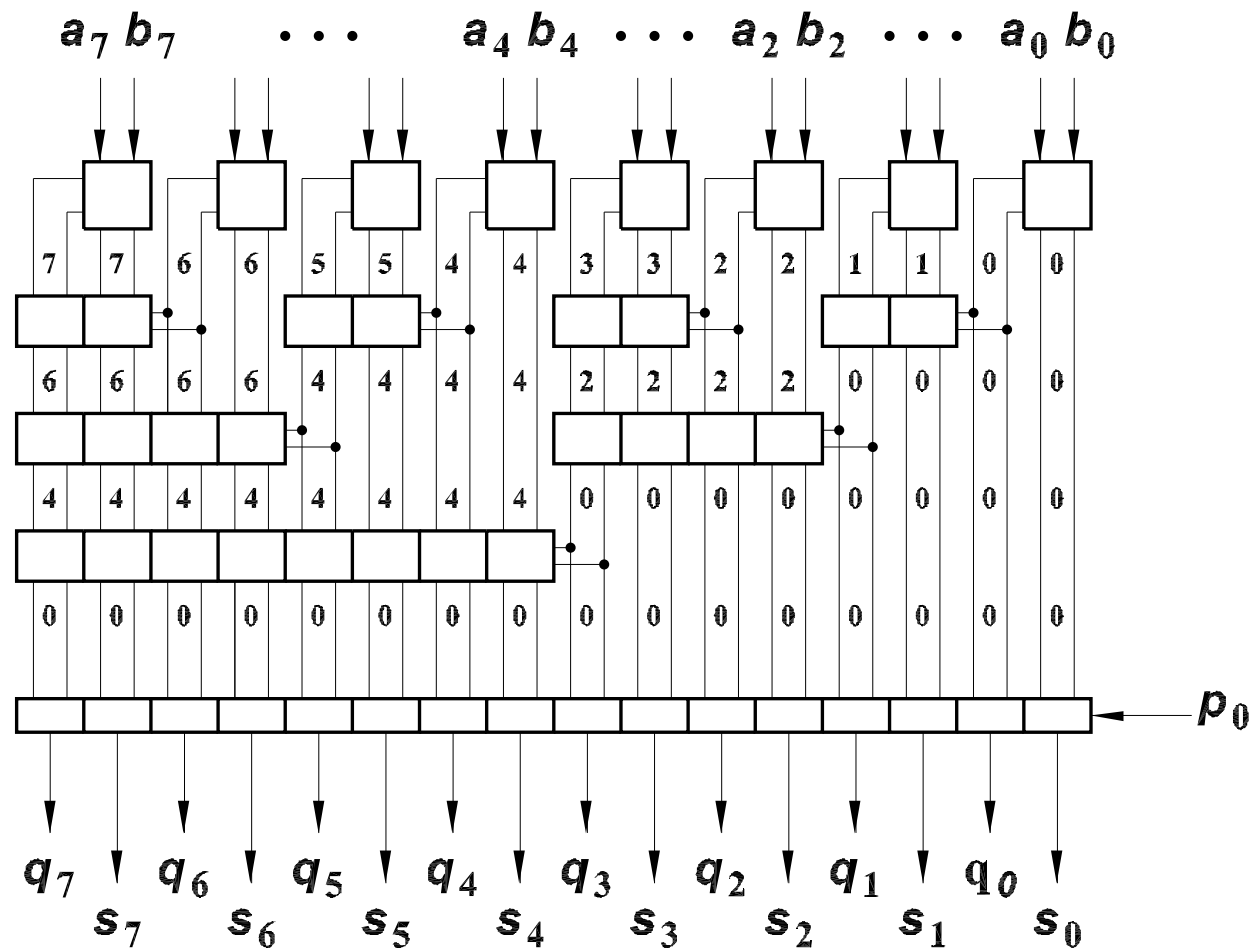 a7 b7 • • • a4 b4 • • • a2 b2 • • • a0 b0
7 7 6 6 5 5 4 4 3 3 2 2 1 1 0 0
6 6 6 6 4 4 4 4 2 2 2 2 0 0 0 0
4 4 4 4 4 4 4 4 0 0 0 0 0 0 0 0
0 0 0 0 0 0 0 0 0 0 0 0 0 0 0 0
p0
q7 q6 q5 q4 q3 q2 q1 q0
s7 s6 s5 s4 s3 s2 s1 s0